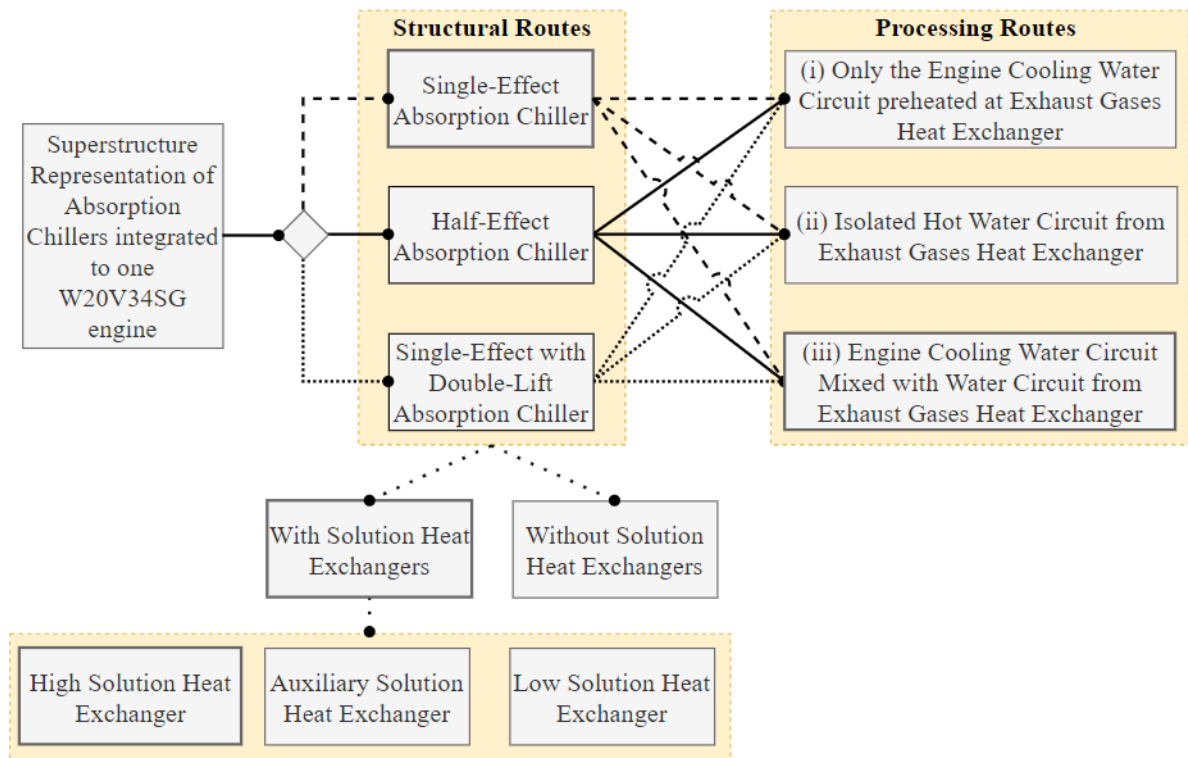 Structural Routes
Processing Routes
Superstructure
Representation of
Absorption
Chillers integrated
to one
W20V34SG
engine
Single-Effect
Absorption Chiller
Half-Effect
Absorption Chiller
Single-Effect with
Double-Lift
Absorption Chiller
(i) Only the Engine Cooling Water
Circuit preheated at Exhaust Gases
Heat Exchanger
(ii) Isolated Hot Water Circuit from
Exhaust Gases Heat Exchanger
(iii) Engine Cooling Water Circuit
Mixed with Water Circuit from
Exhaust Gases Heat Exchanger
With Solution Heat
Exchangers
Without Solution
Heat Exchangers
High Solution Heat
Exchanger
Auxiliary Solution
Heat Exchanger
Low Solution Heat
Exchanger